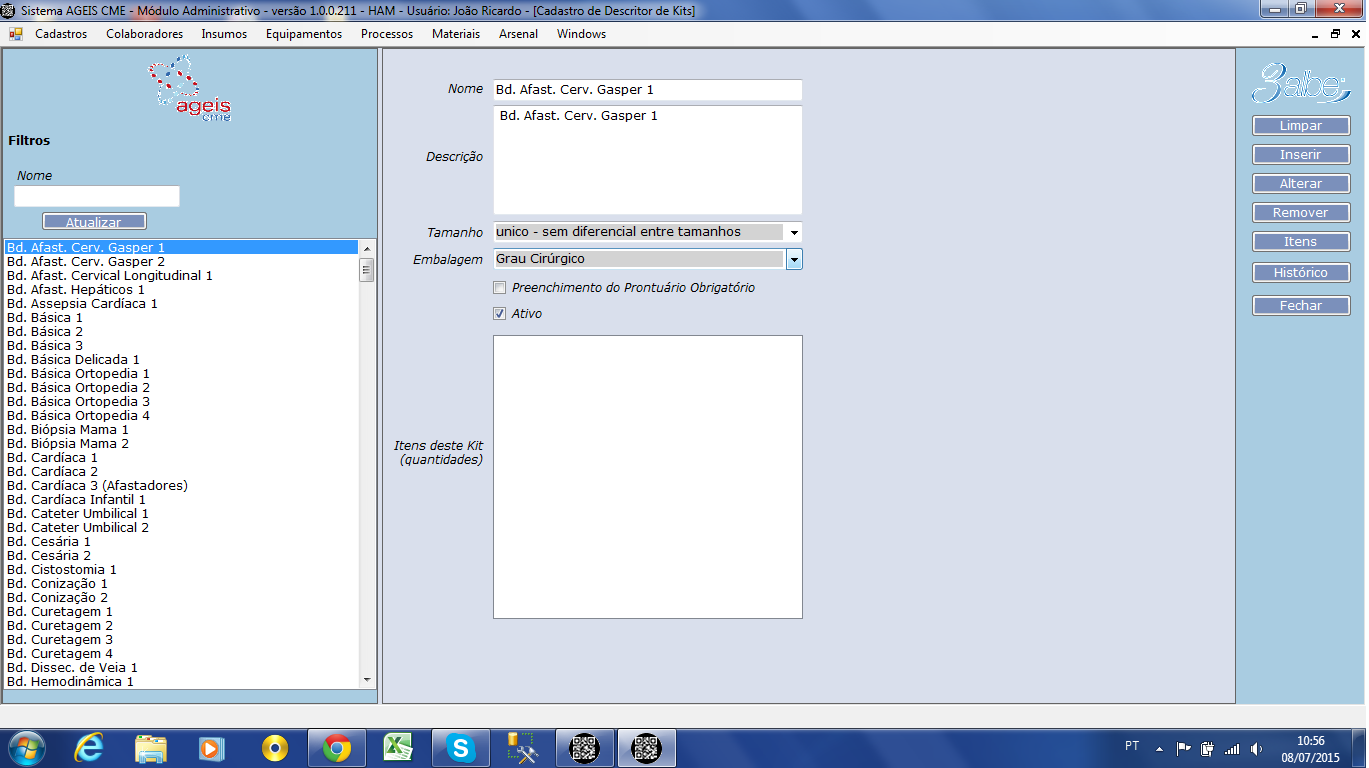 Sistema AGEIS CME - Módulo Administrativo - versão 1.0.0.211 - HAM - Usuário: João Ricardo - [Cadastro de Descritor de Kits]
Cadastros Colaboradores Insumos Equipamentos Processos Materiais Arsenal Windows
ageis
cme
Filtros
Nome
Atualizar
Bd. Afast. Cerv. Gasper 1
Bd. Afast. Cerv. Gasper 2
Bd. Afast. Cervical Longitudinal 1
Bd. Afast. Hepáticos 1
Bd. Assepsia Cardíaca 1
Bd. Básica 1
Bd. Básica 2
Bd. Básica 3
Bd. Básica Delicada 1
Bd. Básica Ortopedia 1
Bd. Básica Ortopedia 2
Bd. Básica Ortopedia 3
Bd. Básica Ortopedia 4
Bd. Biópsia Mama 1
Bd. Biópsia Mama 2
Bd. Cardíaca 1
Bd. Cardíaca 2
Bd. Cardíaca 3 (Afastadores)
Bd. Cardíaca Infantil 1
Bd. Cateter Umbilical 1
Bd. Cateter Umbilical 2
Bd. Cesária 1
Bd. Cesária 2
Bd. Cistostomia 1
Bd. Conização 1
Bd. Conização 2
Bd. Curetagem 1
Bd. Curetagem 2
Bd. Curetagem 3
Bd. Curetagem 4
Bd. Dissec. de Veia 1
Bd. Hemodinâmica 1
Nome Bd. Afast. Cerv. Gasper 1
Descrição Bd. Afast. Cerv. Gasper 1
Tamanho unico - sem diferencial entre tamanhos
Embalagem Grau Cirúrgico
Preenchimento do Prontuário Obrigatório
Ativo
Itens deste Kit
(quantidades)
3albe
Limpar
Inserir
Alterar
Remover
Itens
Histórico
Fechar
PT
10:56
08/07/2015